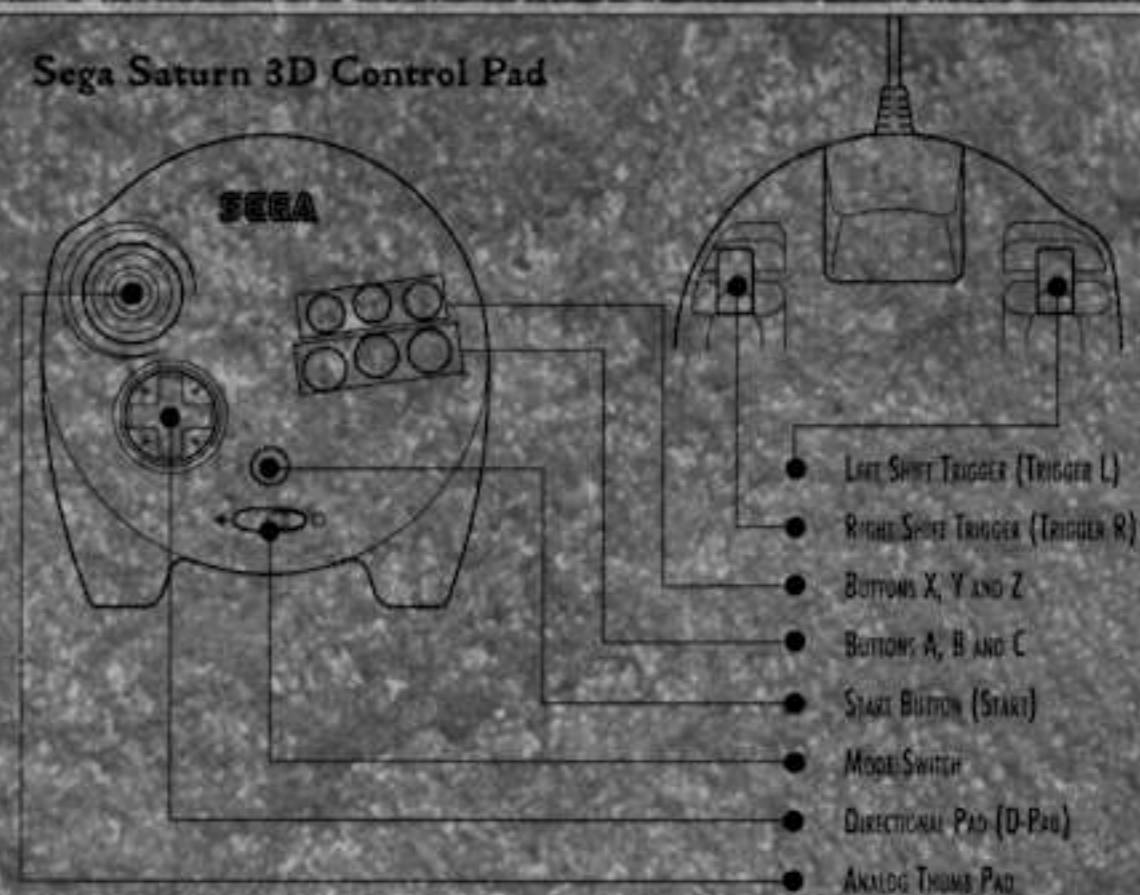 Sega Saturn 3D Control Pad
SEGA
Left Shift Trigger (Trigger L)
Right Shift Trigger (Trigger R)
Buttons X, Y and Z
Buttons A, B and C
Start Button (Start)
Mode Switch
Directional Pad (D-Pad)
Analog Thumb Pad